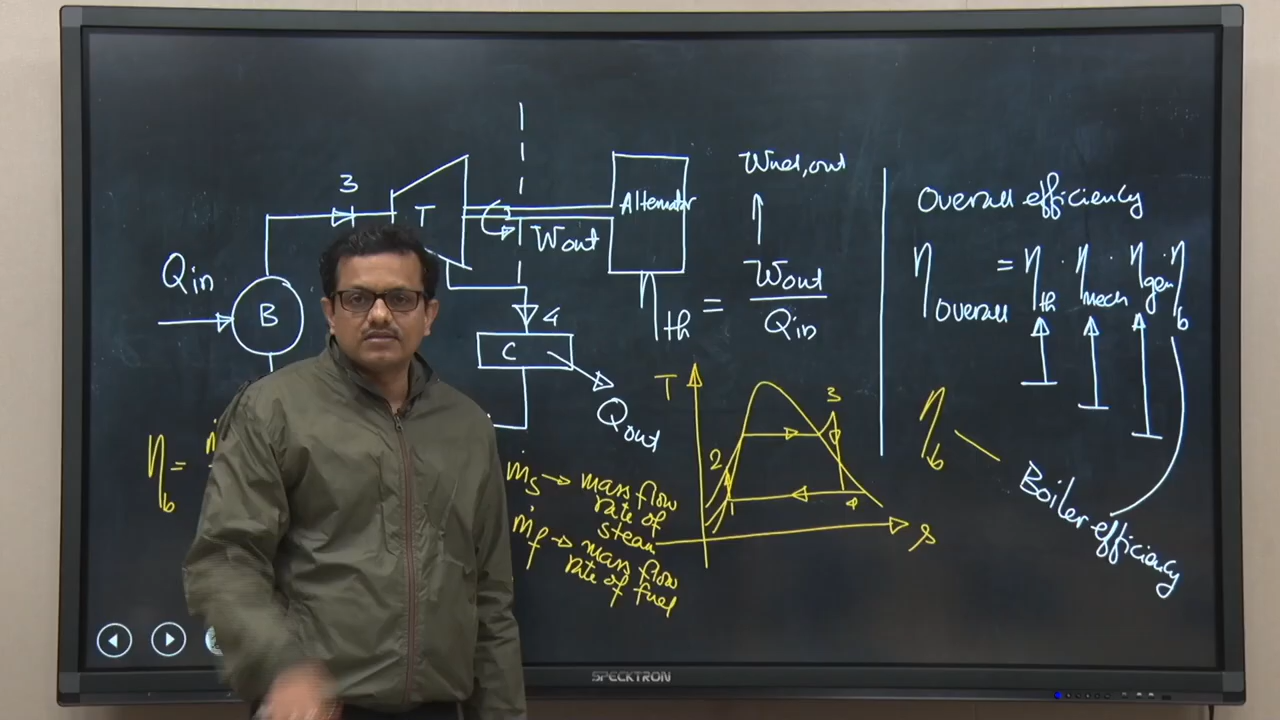 3
T
Wout
Alternator
Wnet,out
Qin
B
4
C
Qout
ηth = Wout
Qin
Overall efficiency
ηoverall = ηth · ηmech · ηgen · ηb
ηb
Boiler efficiency
ηb =
ṁs → mass flow
rate of
steam
ṁf → mass flow
rate of fuel
T
3
2
1
4
s
SPECKTRON